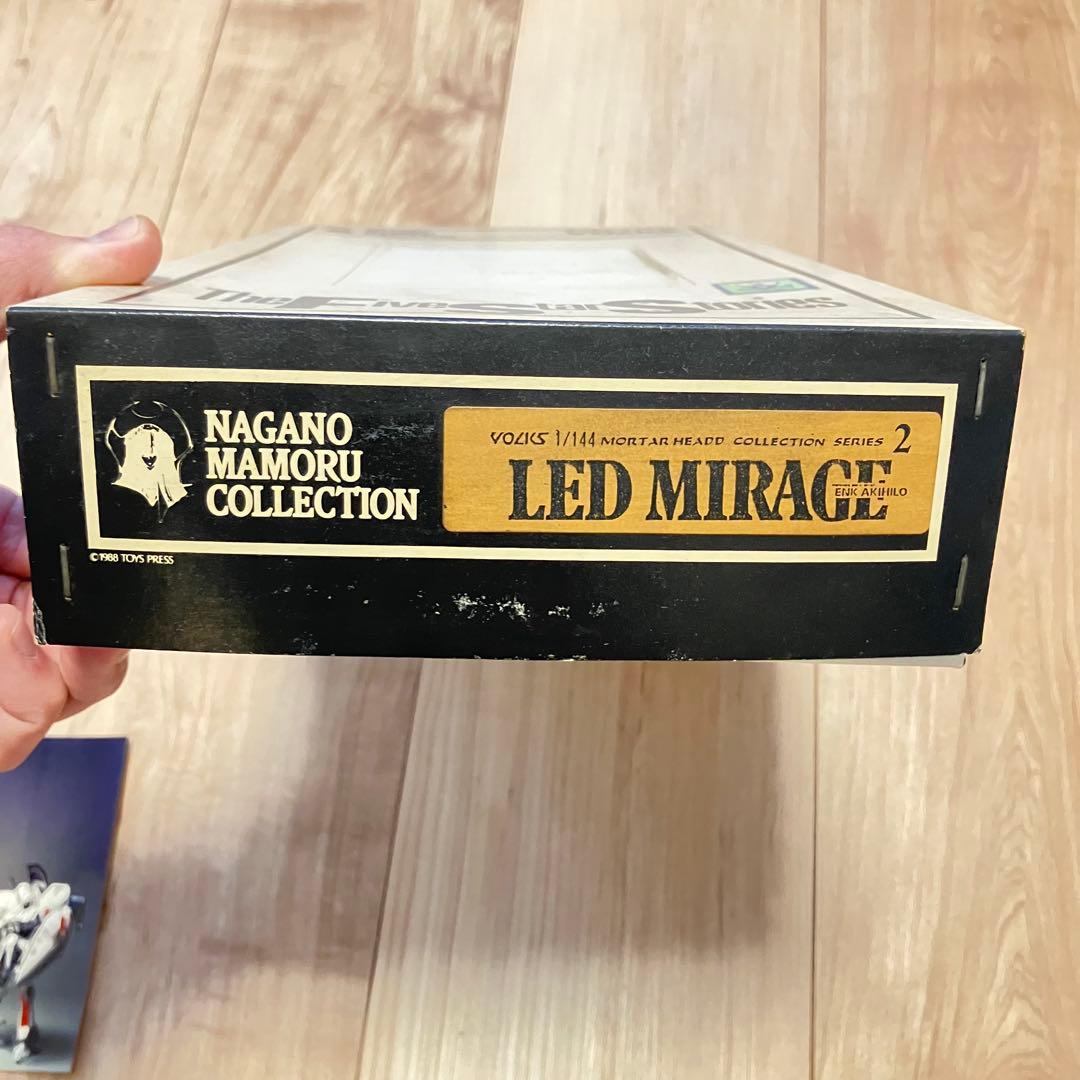 The Five Star Stories
NAGANO
MAMORU
COLLECTION
©1988 TOYS PRESS
VOLKS 1/144 MORTAR HEADD COLLECTION SERIES 2
LED MIRAGE
ENK AKIHILO